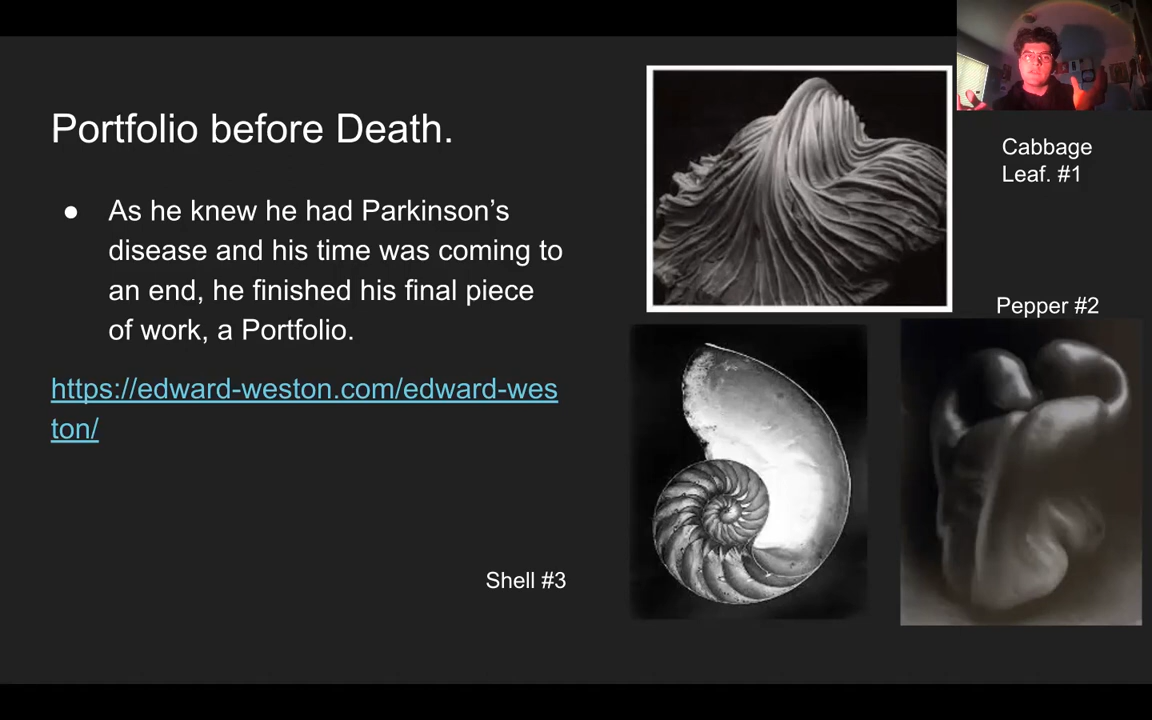 Portfolio before Death.
● As he knew he had Parkinson’s
disease and his time was coming to
an end, he finished his final piece
of work, a Portfolio.
https://edward-weston.com/edward-wes
ton/
Cabbage
Leaf. #1
Pepper #2
Shell #3